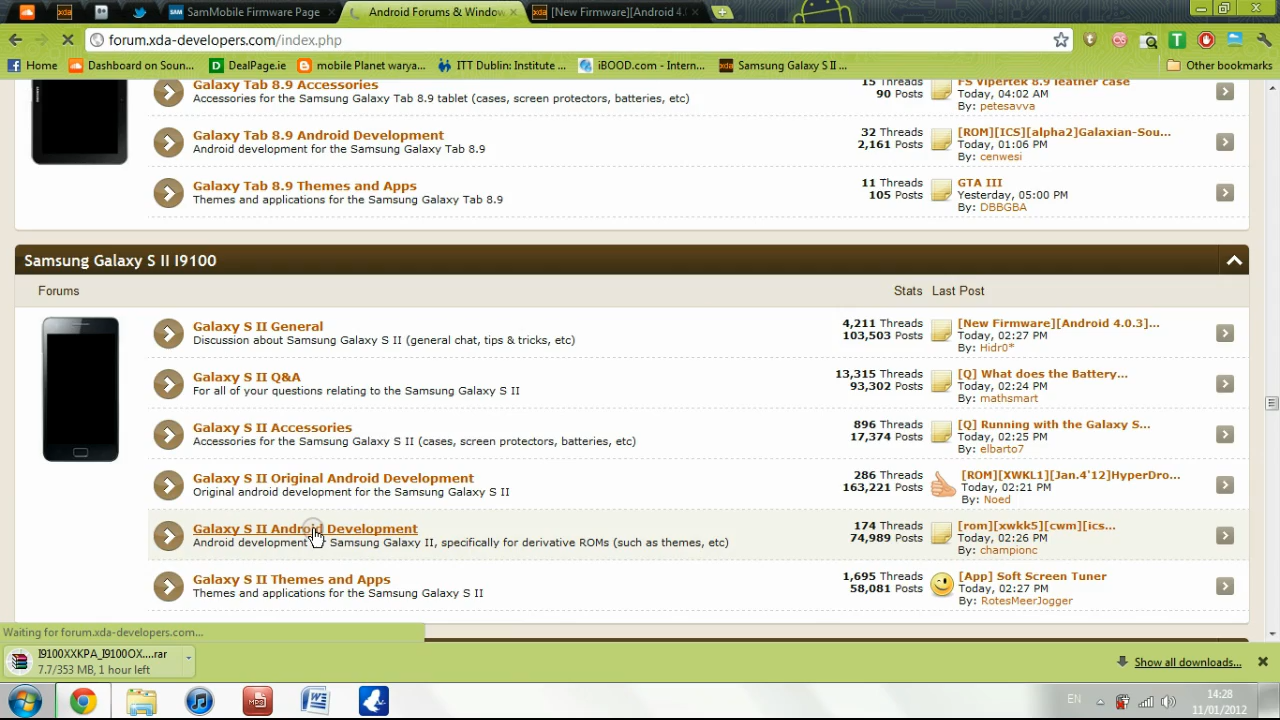 SamMobile Firmware Page
Android Forums & Window
[New Firmware][Android 4.
forum.xda-developers.com/index.php
Home
Dashboard on Soun...
DealPage.ie
mobile Planet warya...
ITT Dublin: Institute ...
iBOOD.com - Intern...
Samsung Galaxy S II ...
Other bookmarks
Galaxy Tab 8.9 Accessories
Accessories for the Samsung Galaxy Tab 8.9 tablet (cases, screen protectors, batteries, etc)
15 Threads
90 Posts
FS Vipertek 8.9 leather case
Today, 04:02 AM
By: petesavva
Galaxy Tab 8.9 Android Development
Android development for the Samsung Galaxy Tab 8.9
32 Threads
2,161 Posts
[ROM][ICS][alpha2]Galaxian-Sou...
Today, 01:06 PM
By: cenwesi
Galaxy Tab 8.9 Themes and Apps
Themes and applications for the Samsung Galaxy Tab 8.9
11 Threads
105 Posts
GTA III
Yesterday, 05:00 PM
By: DBBGBA
Samsung Galaxy S II I9100
Forums
Stats
Last Post
Galaxy S II General
Discussion about Samsung Galaxy S II (general chat, tips & tricks, etc)
4,211 Threads
103,503 Posts
[New Firmware][Android 4.0.3]...
Today, 02:27 PM
By: Hidr0*
Galaxy S II Q&A
For all of your questions relating to the Samsung Galaxy S II
13,315 Threads
93,302 Posts
[Q] What does the Battery...
Today, 02:24 PM
By: mathsmart
Galaxy S II Accessories
Accessories for the Samsung Galaxy S II (cases, screen protectors, batteries, etc)
896 Threads
17,374 Posts
[Q] Running with the Galaxy S...
Today, 02:25 PM
By: elbarto7
Galaxy S II Original Android Development
Original android development for the Samsung Galaxy S II
286 Threads
163,221 Posts
[ROM][XWKL1][Jan.4'12]HyperDro...
Today, 02:21 PM
By: Noed
Galaxy S II Android Development
Android development Samsung Galaxy II, specifically for derivative ROMs (such as themes, etc)
174 Threads
74,989 Posts
[rom][xwkk5][cwm][ics...
Today, 02:26 PM
By: championc
Galaxy S II Themes and Apps
Themes and applications for the Samsung Galaxy S II
1,695 Threads
58,081 Posts
[App] Soft Screen Tuner
Today, 02:27 PM
By: RotesMeerJogger
Waiting for forum.xda-developers.com...
I9100XXKPA_I9100OX....rar
7.7/353 MB, 1 hour left
Show all downloads...
EN
14:28
11/01/2012